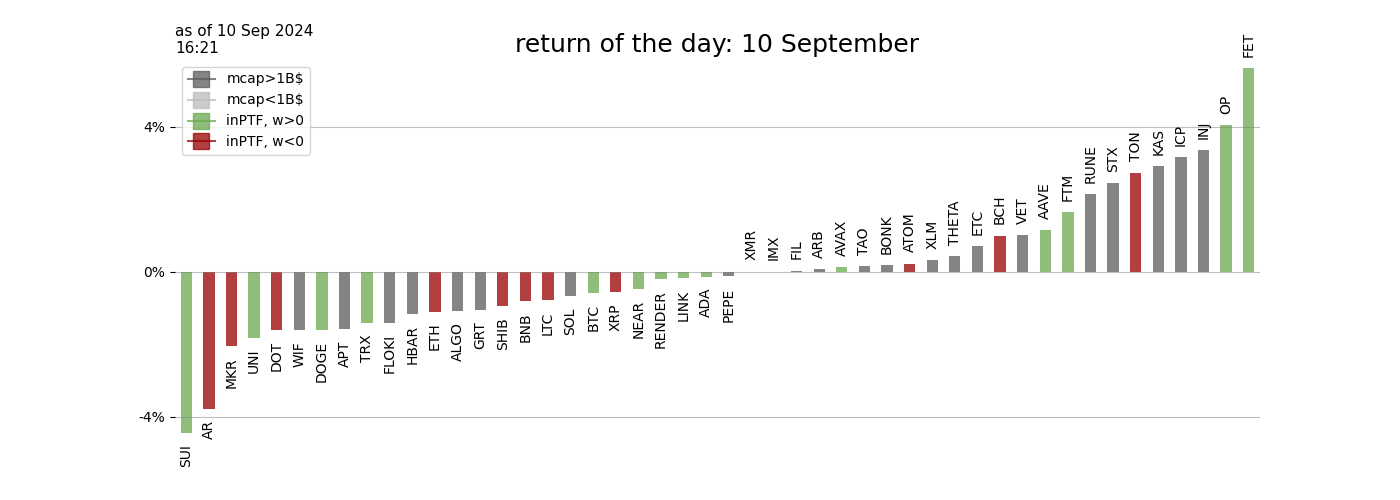 as of 10 Sep 2024
16:21
return of the day: 10 September
mcap>1B$
mcap<1B$
inPTF, w>0
inPTF, w<0
4%
0%
-4%
SUI
AR
MKR
UNI
DOT
WIF
DOGE
APT
TRX
FLOKI
HBAR
ETH
ALGO
GRT
SHIB
BNB
LTC
SOL
BTC
XRP
NEAR
RENDER
LINK
ADA
PEPE
XMR
IMX
FIL
ARB
AVAX
TAO
BONK
ATOM
XLM
THETA
ETC
BCH
VET
AAVE
FTM
RUNE
STX
TON
KAS
ICP
INJ
OP
FET